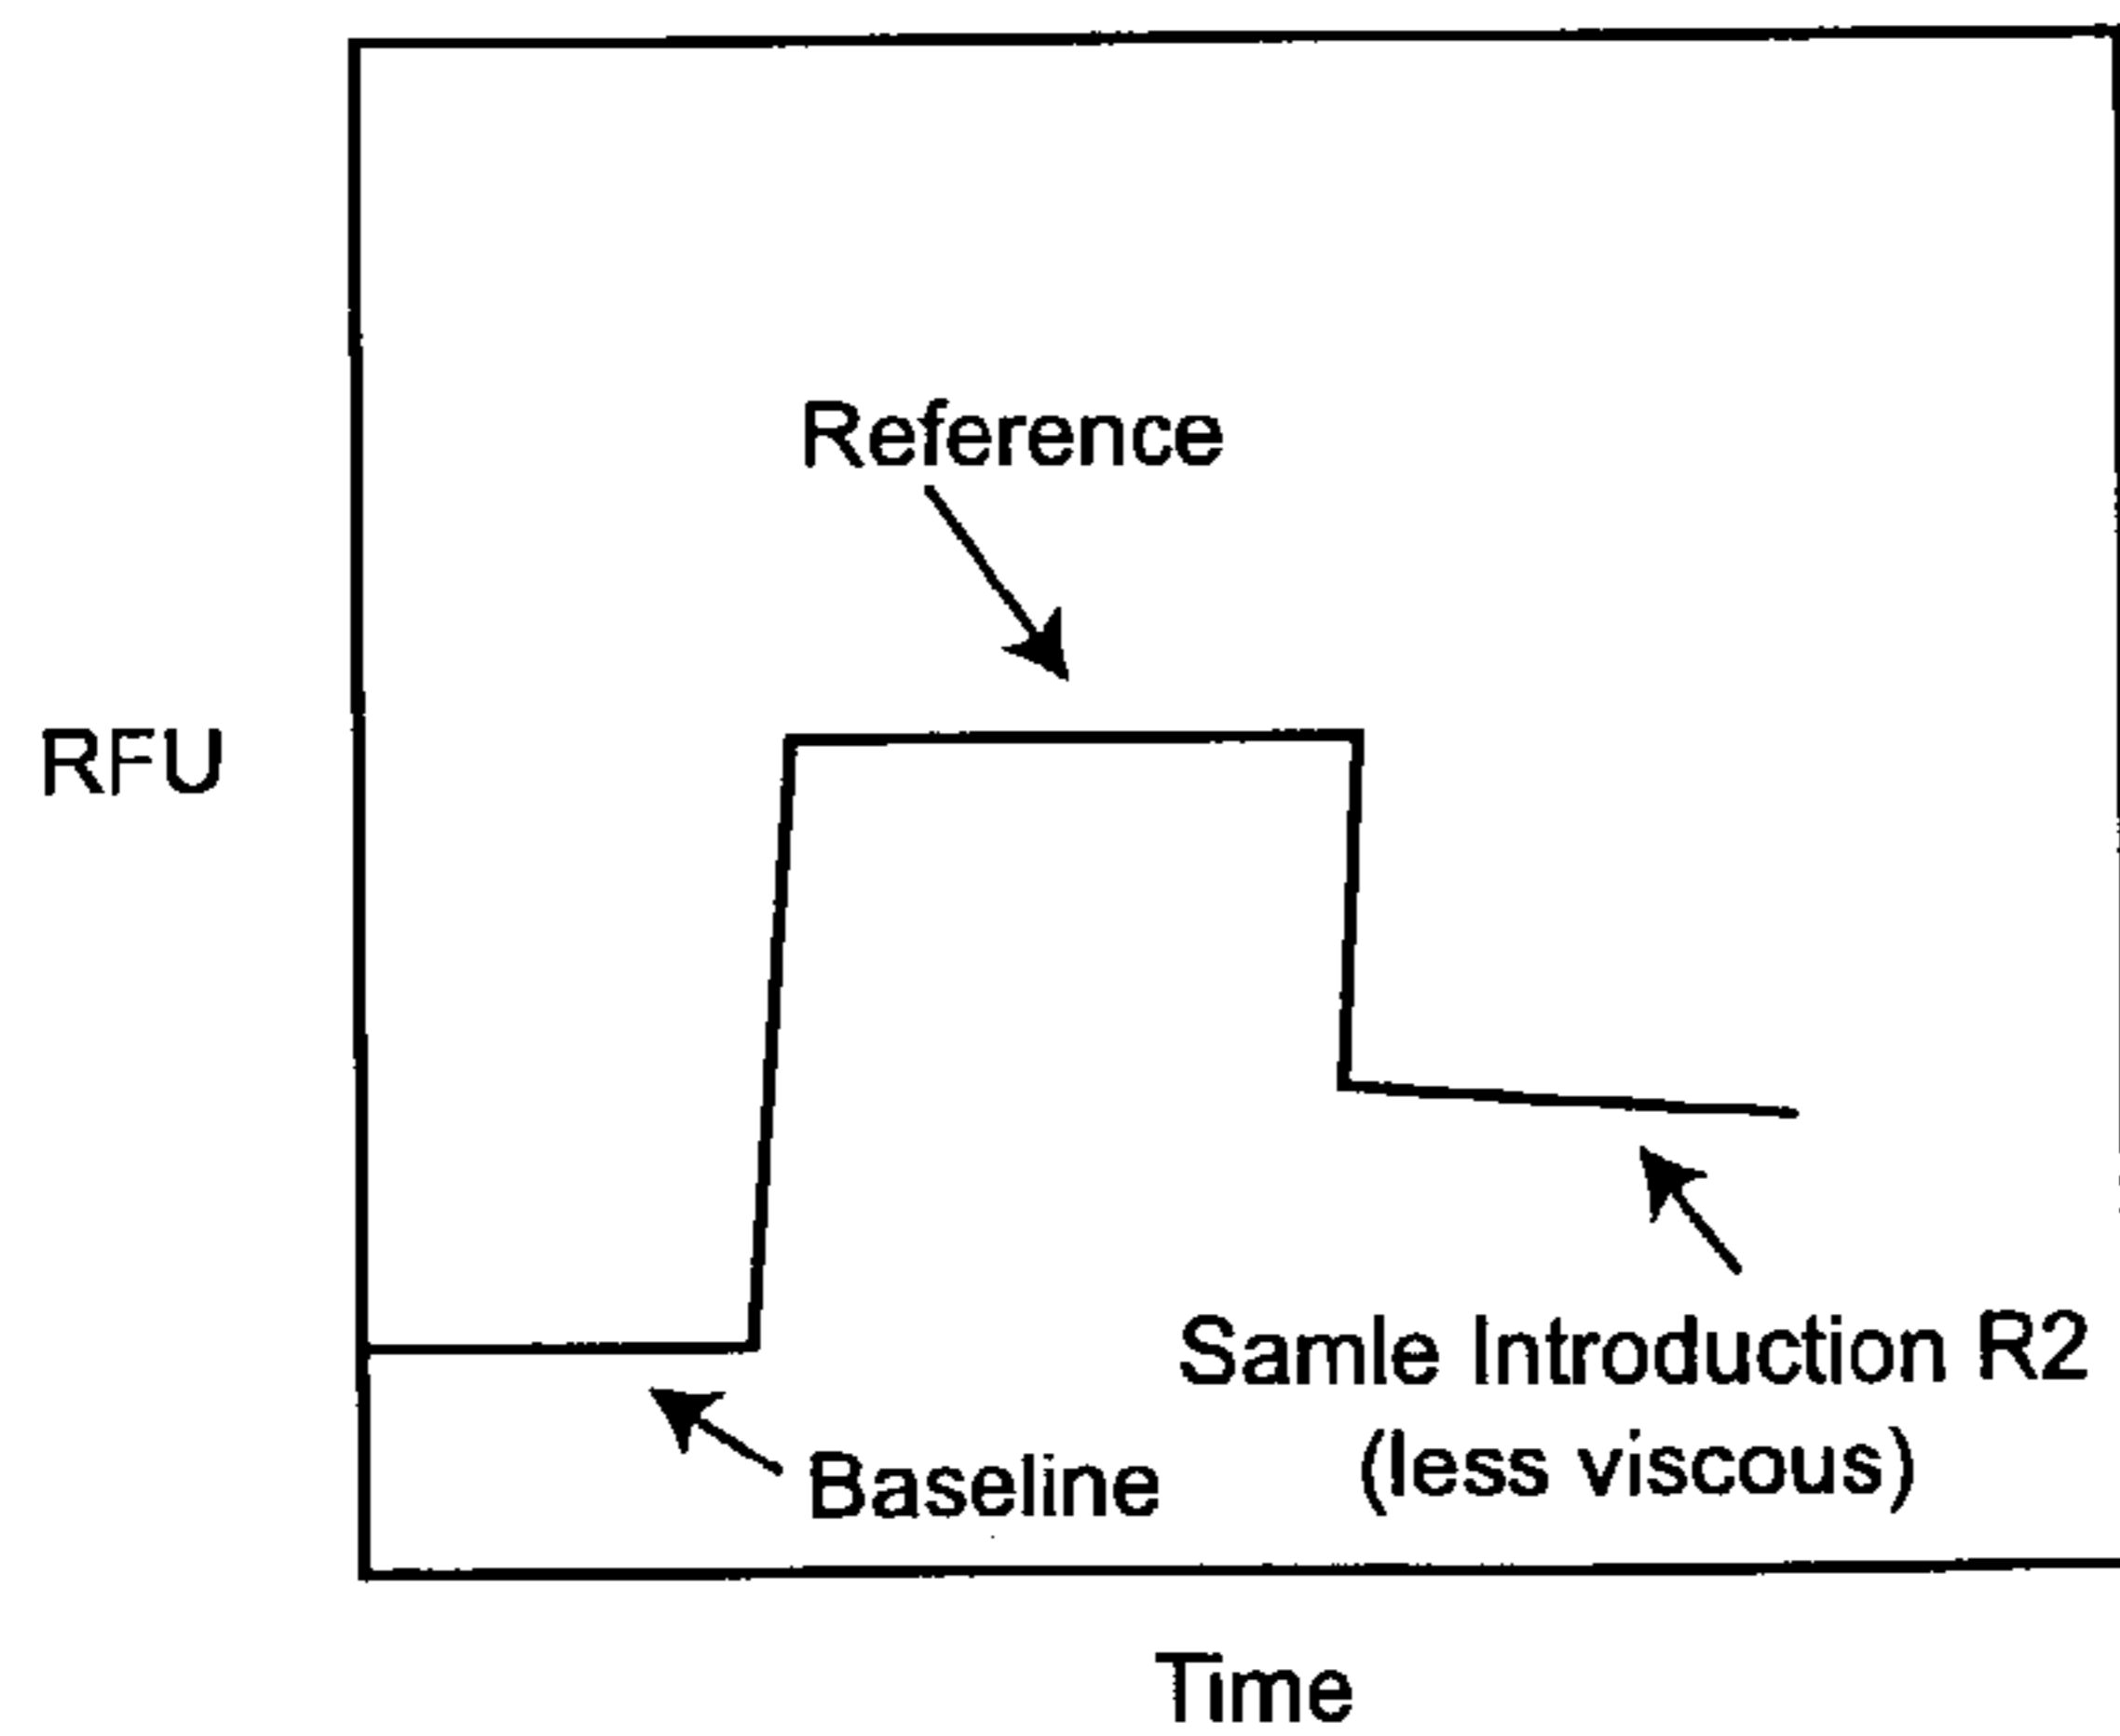 Reference
RFU
Samle Introduction R2
(less viscous)
Baseline
Time